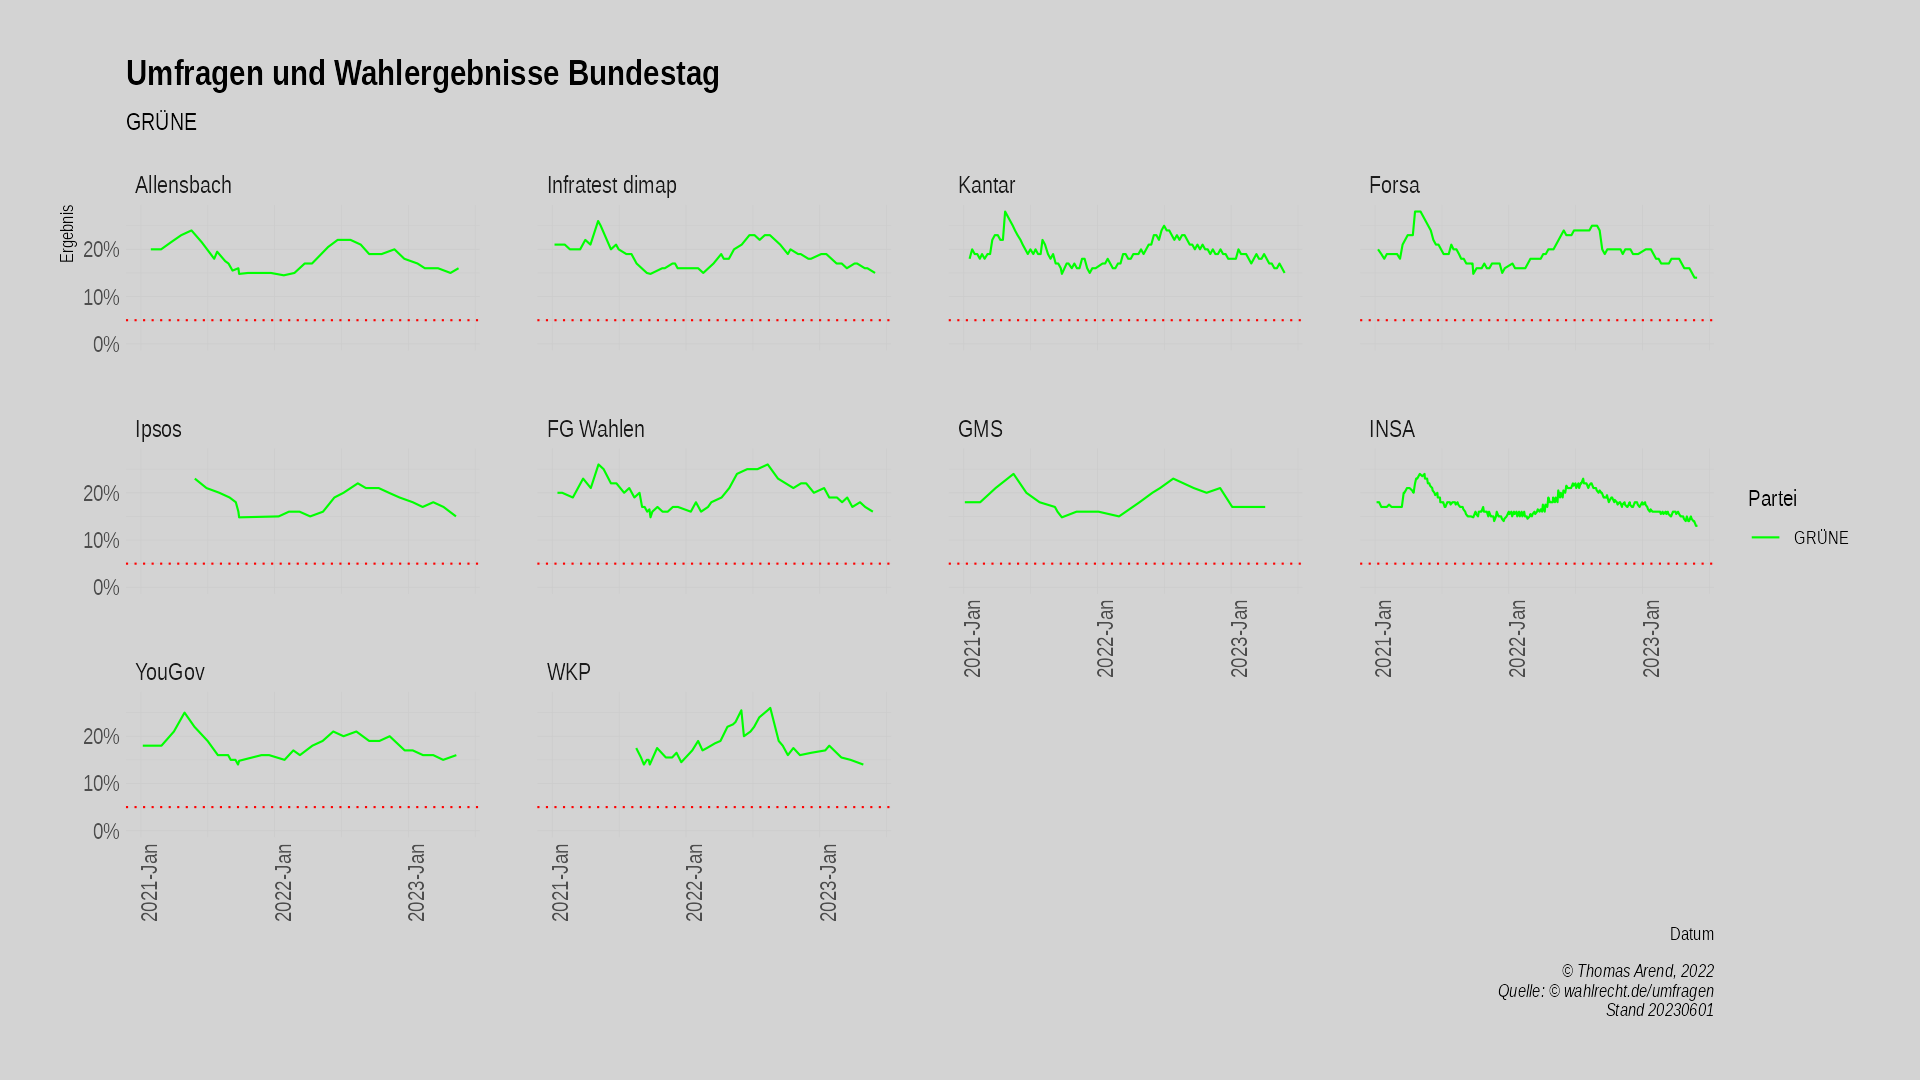 Umfragen und Wahlergebnisse Bundestag
GRÜNE
Allensbach
Infratest dimap
Kantar
Forsa
Ergebnis
20%
10%
0%
Ipsos
FG Wahlen
GMS
INSA
20%
10%
0%
2021-Jan
2022-Jan
2023-Jan
2021-Jan
2022-Jan
2023-Jan
Partei
GRÜNE
YouGov
WKP
20%
10%
0%
2021-Jan
2022-Jan
2023-Jan
2021-Jan
2022-Jan
2023-Jan
Datum
© Thomas Arend, 2022
Quelle: © wahlrecht.de/umfragen
Stand 20230601